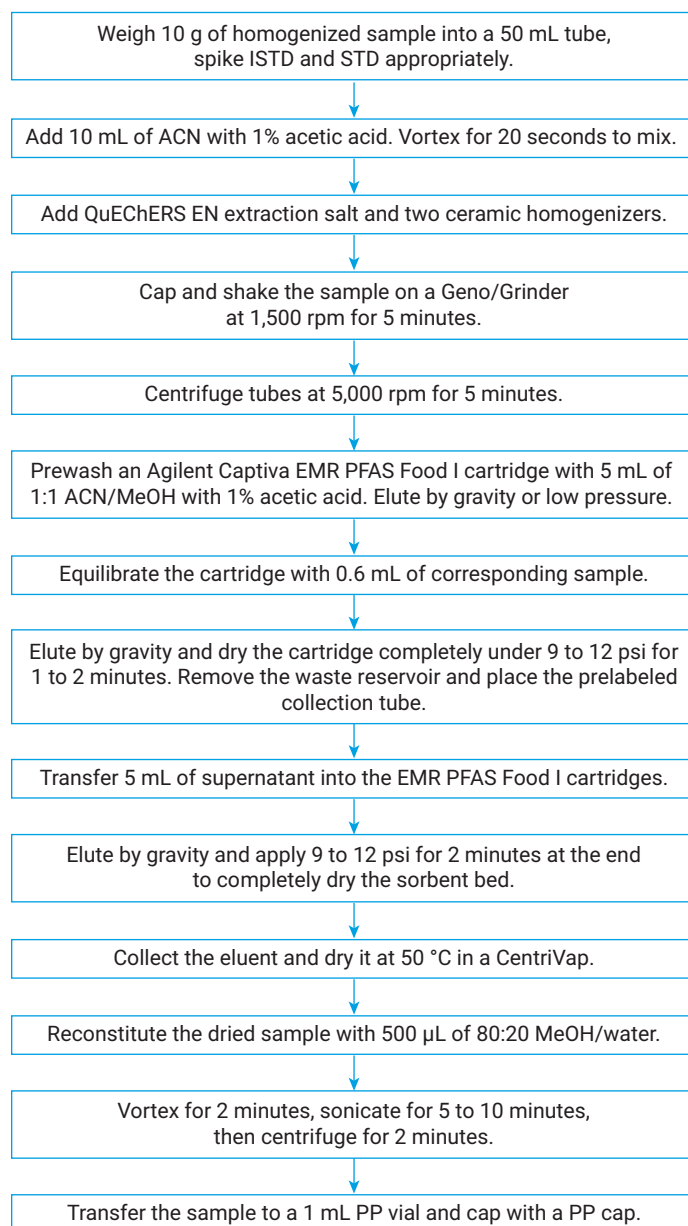 Weigh 10 g of homogenized sample into a 50 mL tube,
spike ISTD and STD appropriately.
Add 10 mL of ACN with 1% acetic acid. Vortex for 20 seconds to mix.
Add QuEChERS EN extraction salt and two ceramic homogenizers.
Cap and shake the sample on a Geno/Grinder
at 1,500 rpm for 5 minutes.
Centrifuge tubes at 5,000 rpm for 5 minutes.
Prewash an Agilent Captiva EMR PFAS Food I cartridge with 5 mL of
1:1 ACN/MeOH with 1% acetic acid. Elute by gravity or low pressure.
Equilibrate the cartridge with 0.6 mL of corresponding sample.
Elute by gravity and dry the cartridge completely under 9 to 12 psi for
1 to 2 minutes. Remove the waste reservoir and place the prelabeled
collection tube.
Transfer 5 mL of supernatant into the EMR PFAS Food I cartridges.
Elute by gravity and apply 9 to 12 psi for 2 minutes at the end
to completely dry the sorbent bed.
Collect the eluent and dry it at 50 °C in a CentriVap.
Reconstitute the dried sample with 500 µL of 80:20 MeOH/water.
Vortex for 2 minutes, sonicate for 5 to 10 minutes,
then centrifuge for 2 minutes.
Transfer the sample to a 1 mL PP vial and cap with a PP cap.